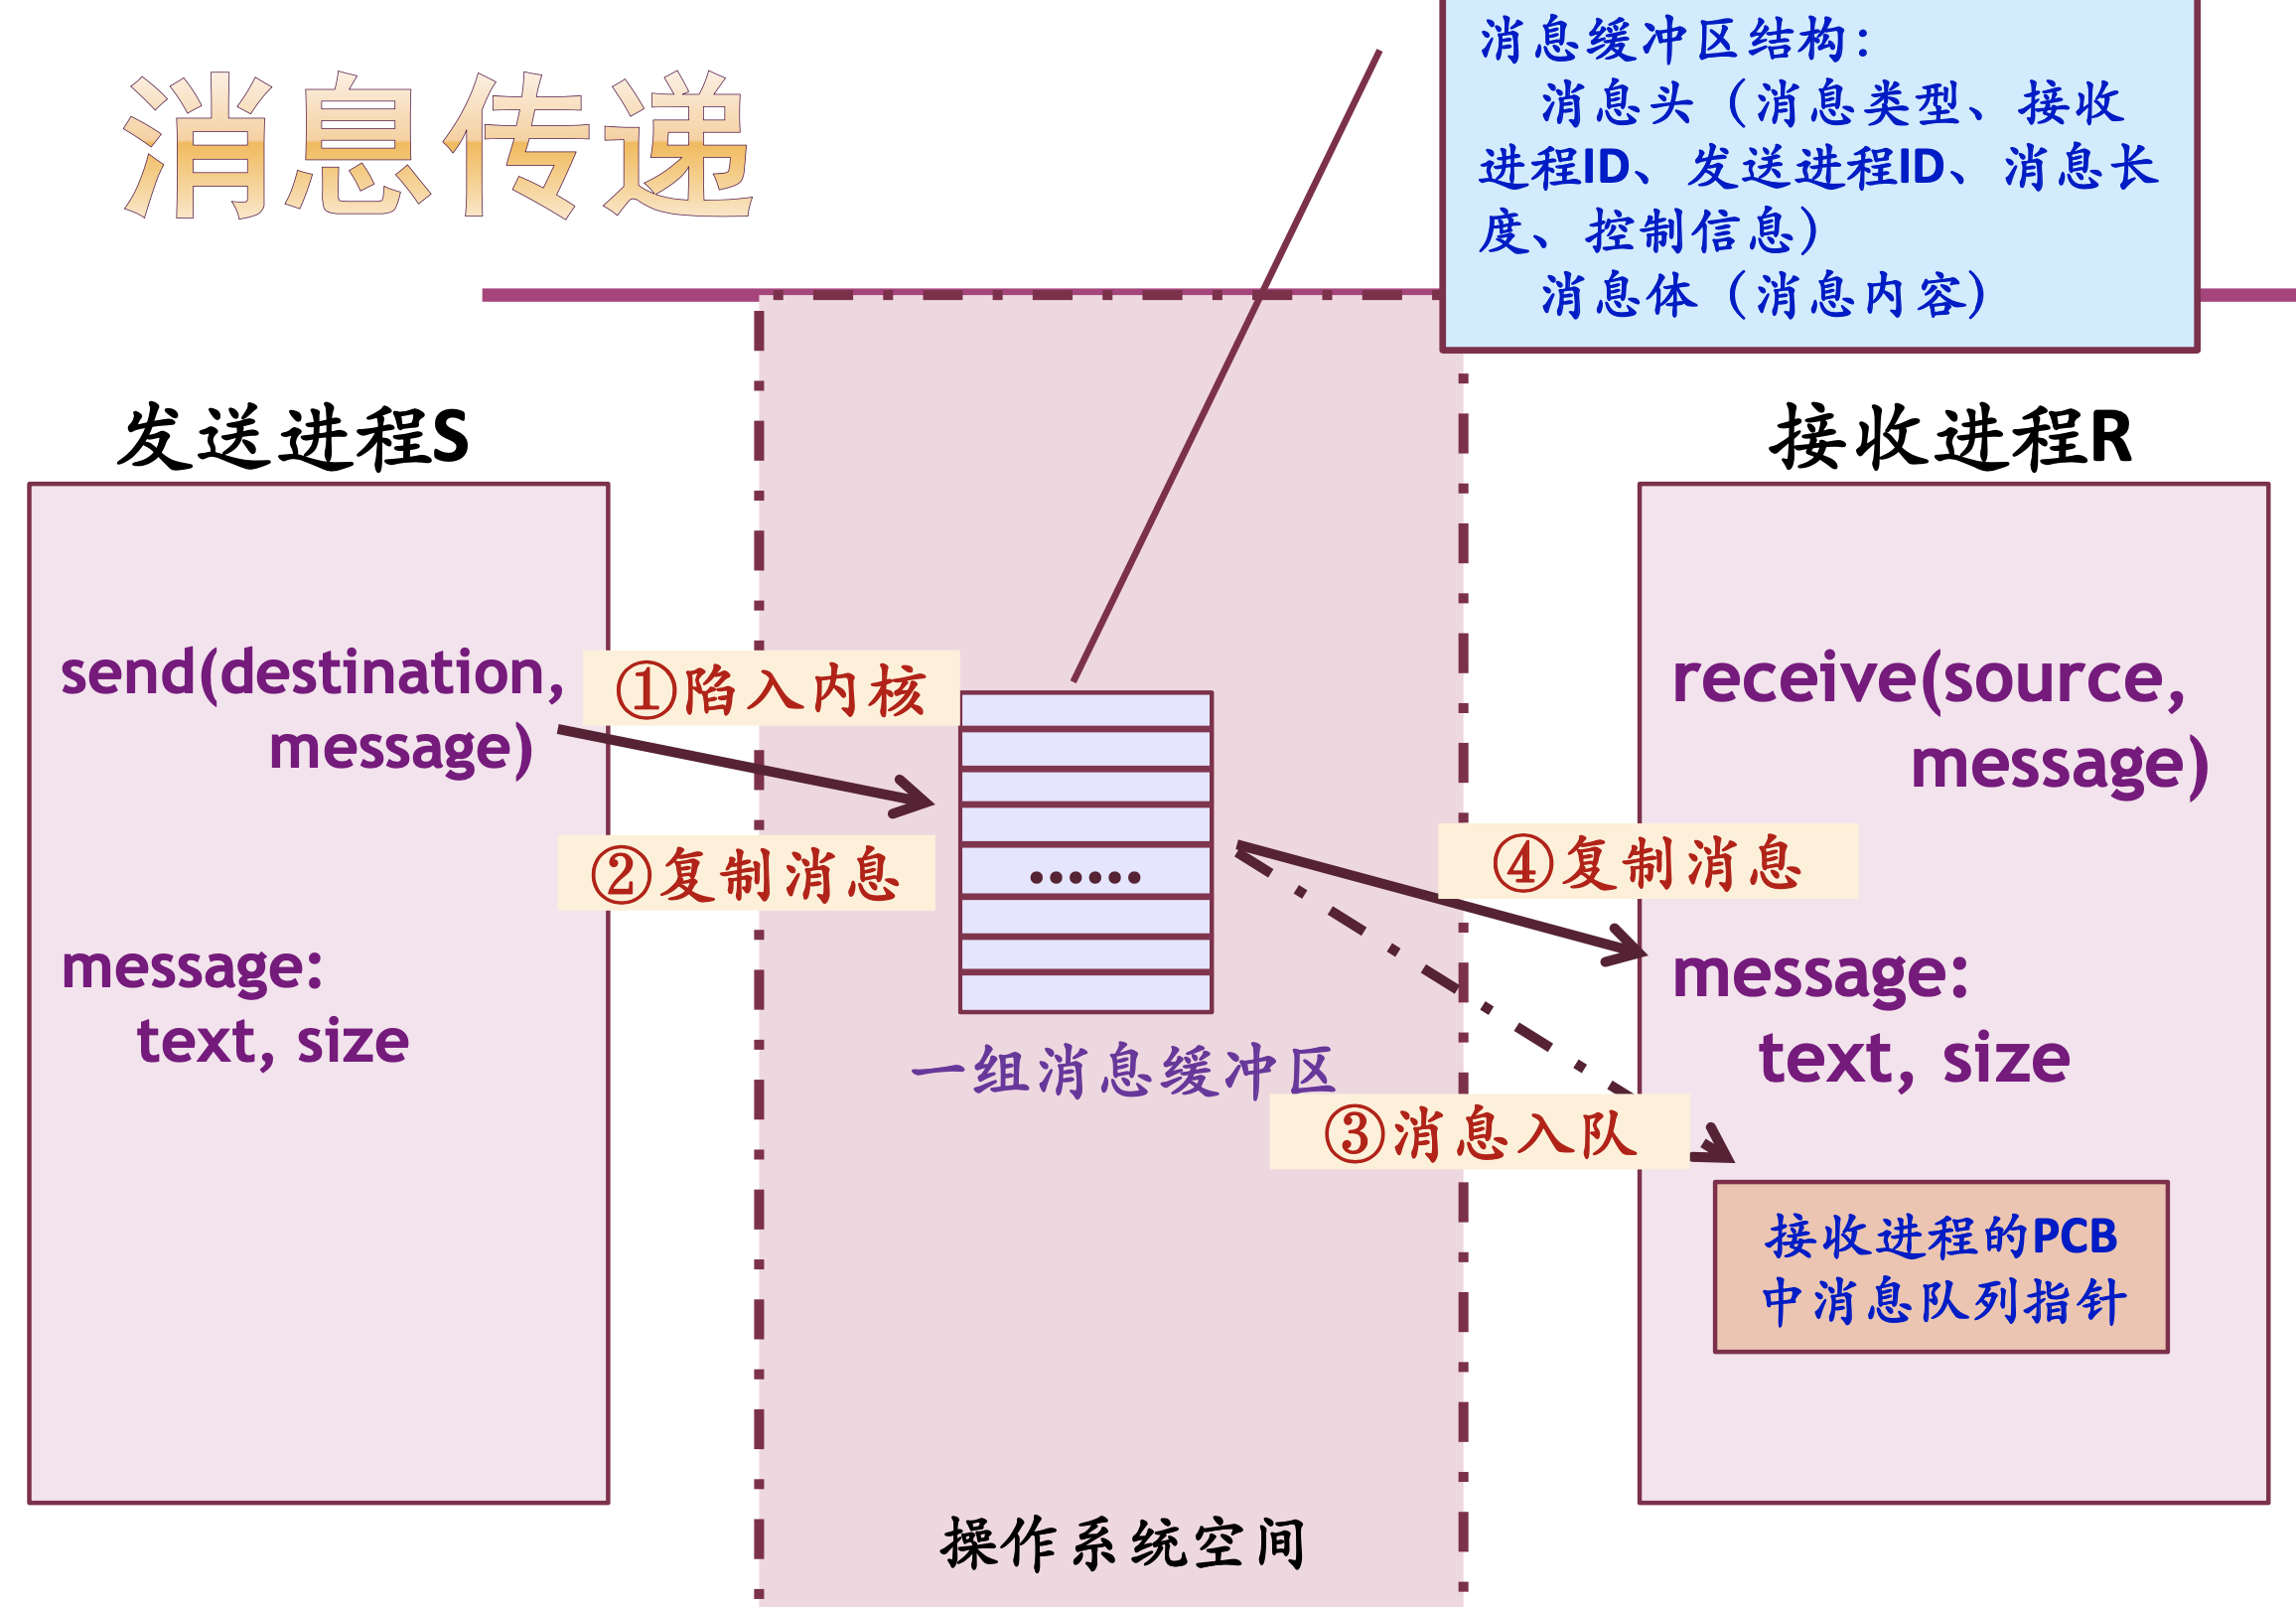 消息传递
消息缓冲区结构：
消息头（消息类型、接收
进程ID、发送进程ID、消息长
度、控制信息）
消息体（消息内容）
发送进程S
接收进程R
send(destination,
message)
①陷入内核
②复制消息
message:
text, size
......
一组消息缓冲区
操作系统空间
receive(source,
message)
④复制消息
message:
text, size
③消息入队
接收进程的PCB
中消息队列指针